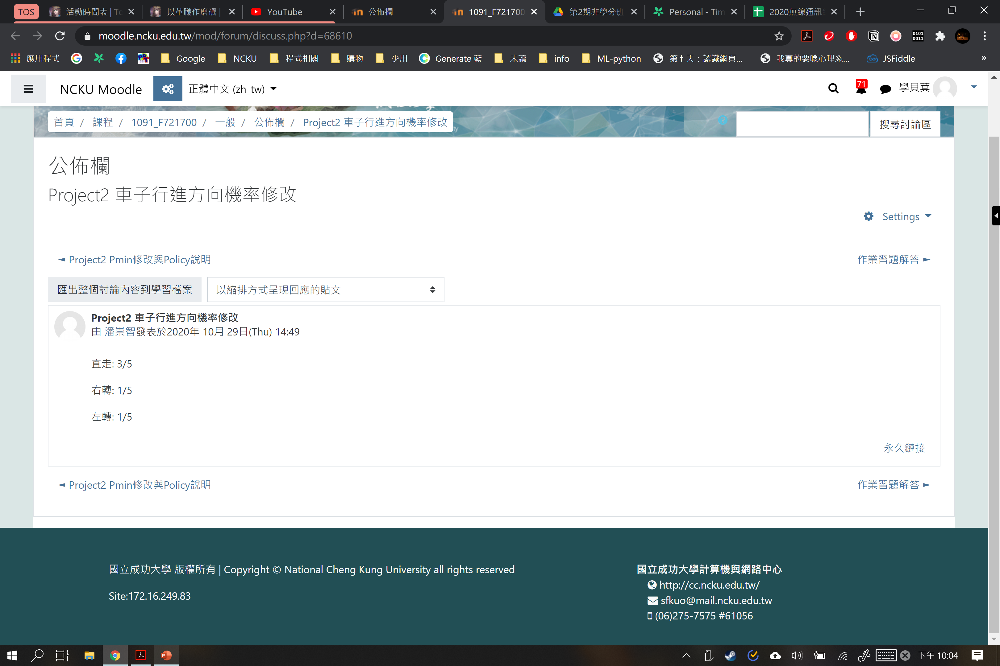 TOS
活動時間表 | To
以革職作磨礪 |
YouTube
公佈欄
1091_F721700
第2期非學分班
Personal - Tim
2020無線通訊
moodle.ncku.edu.tw/mod/forum/discuss.php?d=68610
0101
0011
應用程式
Google
NCKU
程式相關
購物
少用
Generate 藍
未讀
info
ML-python
第七天：認識網頁...
我真的要唸心理系...
JSFiddle
»
NCKU Moodle
正體中文 (zh_tw)
71
學貝萁
首頁 / 課程 / 1091_F721700 / 一般 / 公佈欄 / Project2 車子行進方向機率修改
搜尋討論區
公佈欄
Project2 車子行進方向機率修改
Settings
◄ Project2 Pmin修改與Policy說明
作業習題解答 ►
匯出整個討論內容到學習檔案
以縮排方式呈現回應的貼文
Project2 車子行進方向機率修改
由 潘崇智發表於2020年 10月 29日(Thu) 14:49
直走: 3/5
右轉: 1/5
左轉: 1/5
永久鏈接
◄ Project2 Pmin修改與Policy說明
作業習題解答 ►
國立成功大學 版權所有 | Copyright © National Cheng Kung University all rights reserved
Site:172.16.249.83
國立成功大學計算機與網路中心
http://cc.ncku.edu.tw/
sfkuo@mail.ncku.edu.tw
(06)275-7575 #61056
下午 10:04